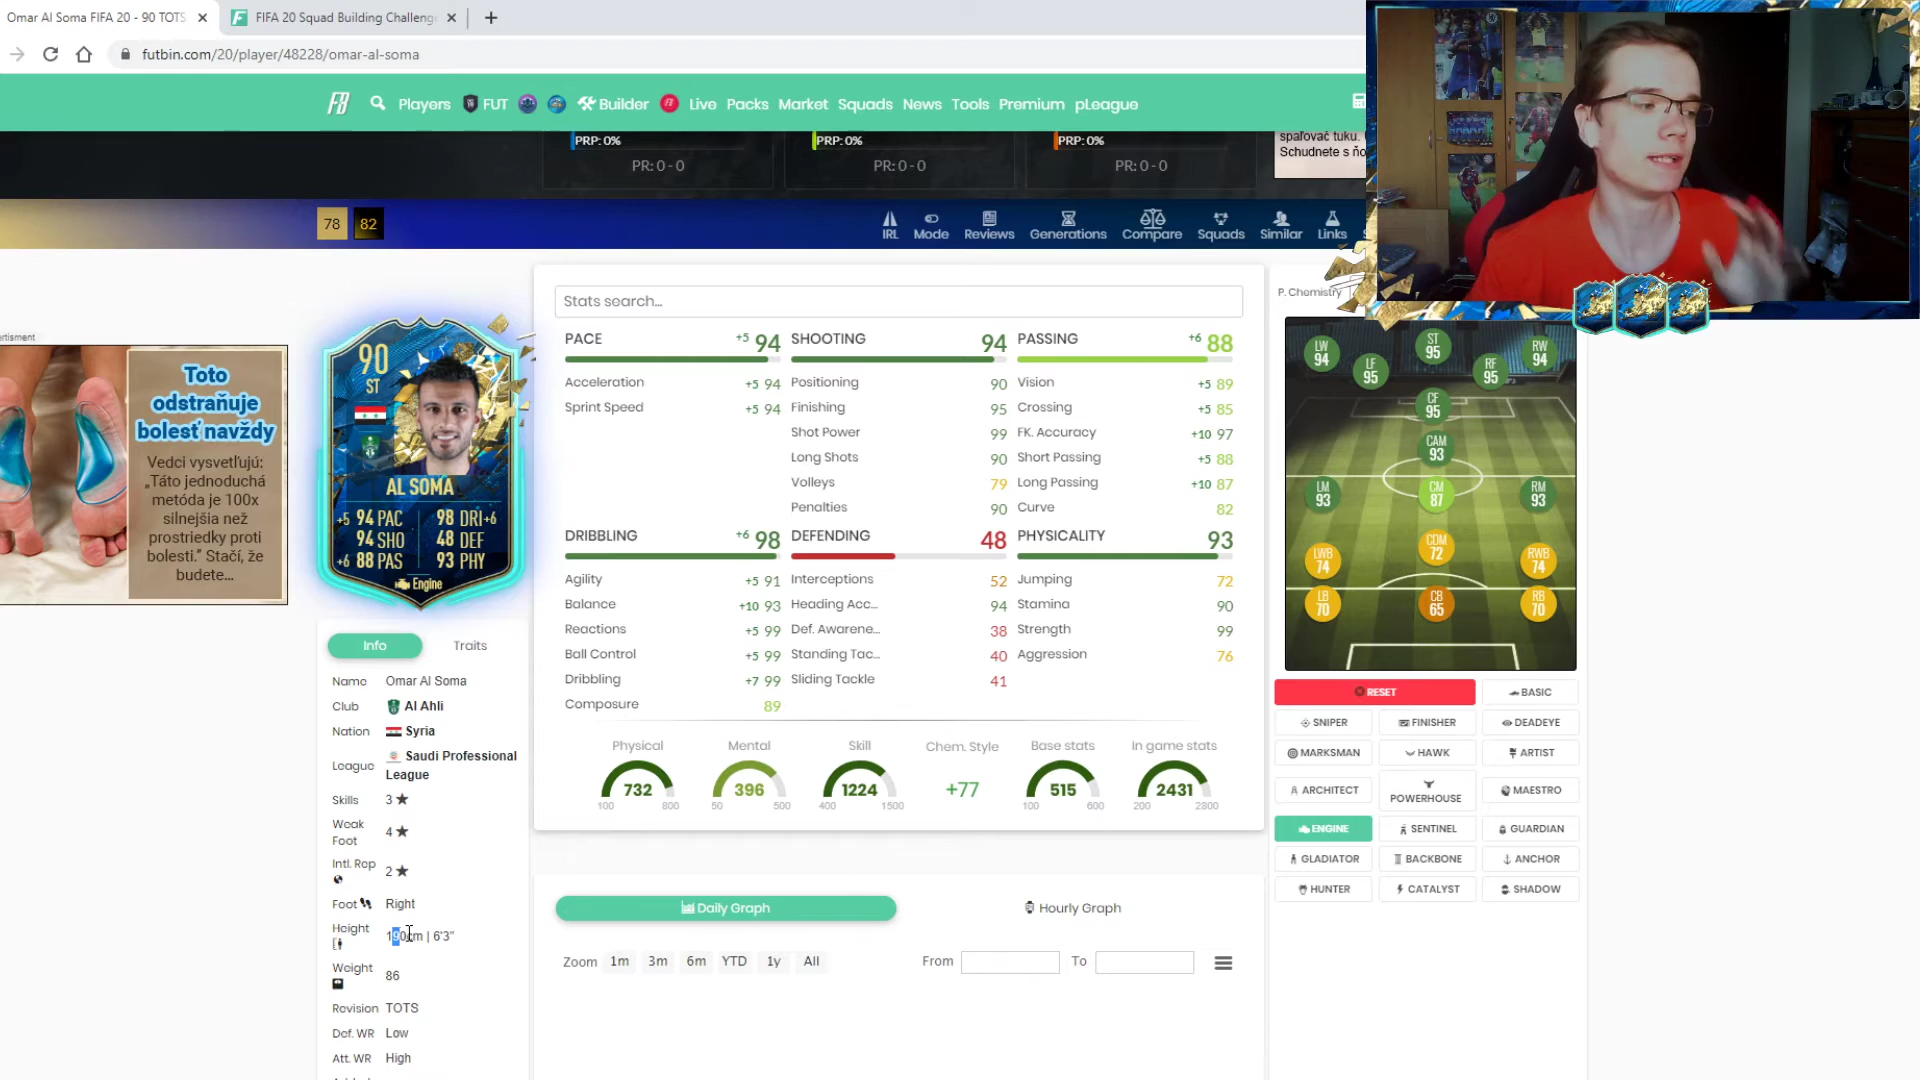 Omar Al Soma FIFA 20 - 90 TOTS
FIFA 20 Squad Building Challeng
futbin.com/20/player/48228/omar-al-soma
Players FUT Builder Live Packs Market Squads News Tools Premium pLeague
PRP: 0% PRP: 0% PRP: 0%
PR: 0 - 0 PR: 0 - 0 PR: 0 - 0
spaľovač tuku.
Schudnete s ňo
78 82
IRL Mode Reviews Generations Compare Squads Similar Links
ertisment
Toto
odstraňuje
bolesť navždy
Vedci vysvetľujú:
„Táto jednoduchá
metóda je 100x
silnejšia než
prostriedky proti
bolesti.” Stačí, že
budete...
90
ST
AL SOMA
+5 94 PAC 98 DRI +6
94 SHO 48 DEF
+6 88 PAS 93 PHY
Engine
Info Traits
Name Omar Al Soma
Club Al Ahli
Nation Syria
League Saudi Professional
League
Skills 3
Weak
Foot 4
Intl. Rep 2
Foot Right
Height 190cm | 6'3"
Weight 86
Revision TOTS
Def. WR Low
Att. WR High
Stats search...
PACE +5 94
Acceleration +5 94
Sprint Speed +5 94
SHOOTING 94
Positioning 90
Finishing 95
Shot Power 99
Long Shots 90
Volleys 79
Penalties 90
PASSING +6 88
Vision +5 89
Crossing +5 85
FK. Accuracy +10 97
Short Passing +5 88
Long Passing +10 87
Curve 82
DRIBBLING +6 98
Agility +5 91
Balance +10 93
Reactions +5 99
Ball Control +5 99
Dribbling +7 99
Composure 89
DEFENDING 48
Interceptions 52
Heading Acc... 94
Def. Awarene... 38
Standing Tac... 40
Sliding Tackle 41
PHYSICALITY 93
Jumping 72
Stamina 90
Strength 99
Aggression 76
Physical Mental Skill Chem. Style Base stats In game stats
732 396 1224 +77 515 2431
100 800 50 500 400 1500 100 600 200 2800
Daily Graph Hourly Graph
Zoom 1m 3m 6m YTD 1y All From To
P. Chemistry
LW 94
LF 95
ST 95
RF 95
RW 94
CF 95
CAM 93
LM 93
CM 87
RM 93
LWB 74
CDM 72
RWB 74
LB 70
CB 65
RB 70
RESET BASIC
SNIPER FINISHER DEADEYE
MARKSMAN HAWK ARTIST
ARCHITECT POWERHOUSE MAESTRO
ENGINE SENTINEL GUARDIAN
GLADIATOR BACKBONE ANCHOR
HUNTER CATALYST SHADOW